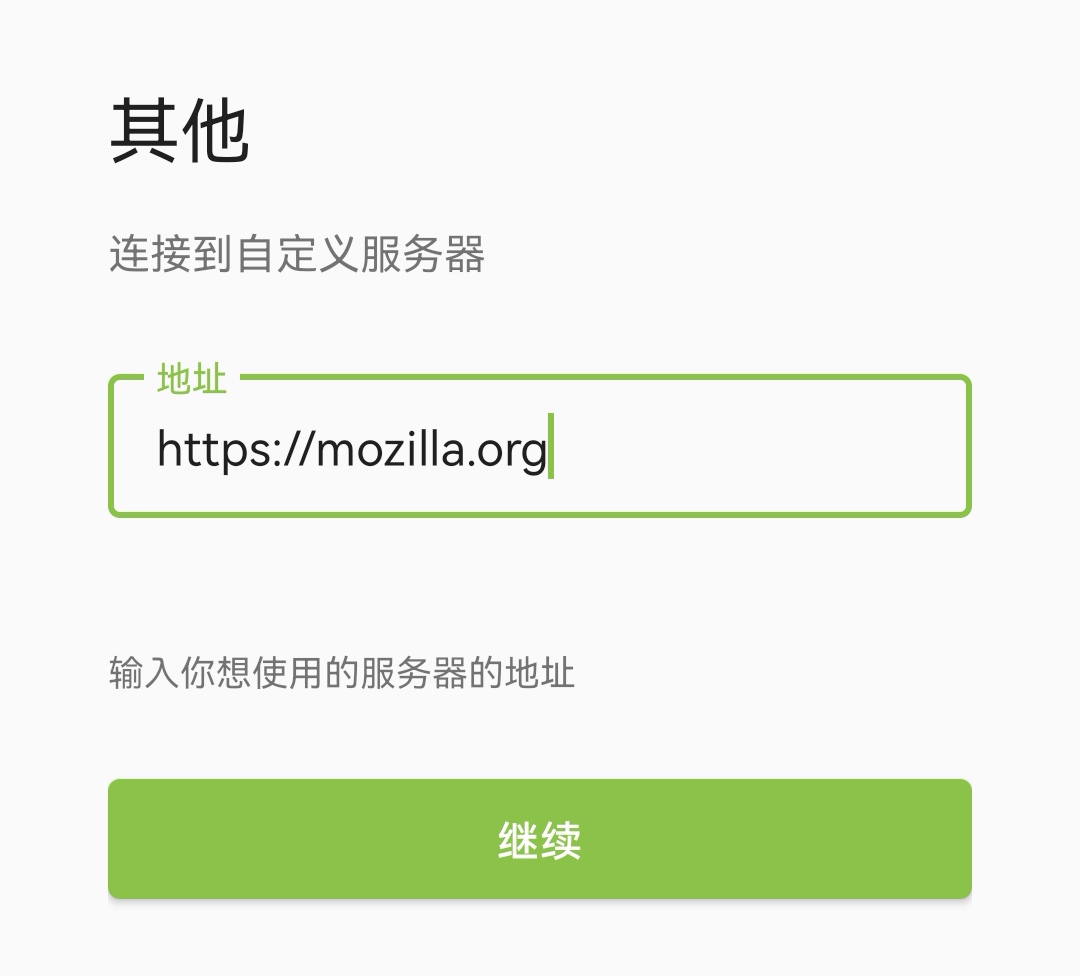 其他
连接到自定义服务器
地址
https://mozilla.org
输入你想使用的服务器的地址
继续